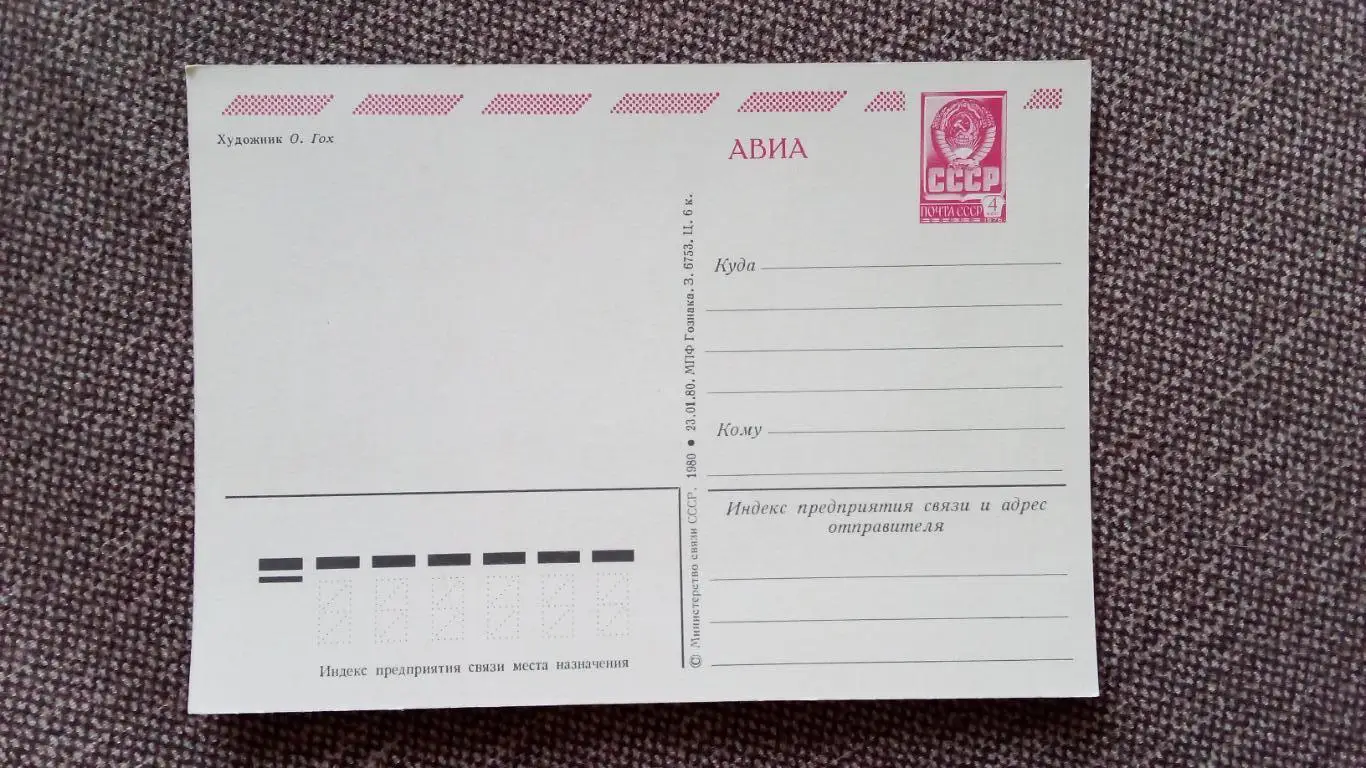 Художник О. Гох
АВИА
СССР
ПОЧТА СССР 4
Куда
Кому
Индекс предприятия связи и адрес
отправителя
© Министерство связи СССР. 1980 • 23.01.80. МПФ Гознака. З. 6753. Ц. 6 к.
Индекс предприятия связи места назначения